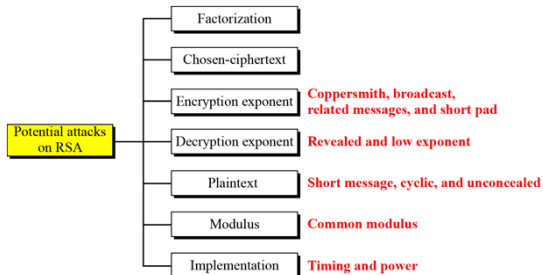 Factorization
Chosen-ciphertext
Encryption exponent
Coppersmith, broadcast,
related messages, and short pad
Potential attacks
on RSA
Decryption exponent
Revealed and low exponent
Plaintext
Short message, cyclic, and unconcealed
Modulus
Common modulus
Implementation
Timing and power